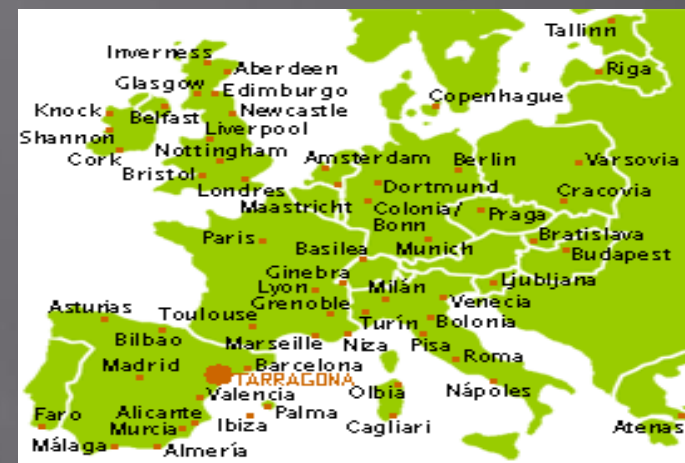 Tallinn
Inverness
Aberdeen
Riga
Glasgow
Edimburgo
Copenhague
Knock
Belfast
Newcastle
Shannon
Liverpool
Cork
Nottingham
Amsterdam
Berlin
Varsovia
Bristol
Dortmund
Londres
Cracovia
Maastricht
Colonia/
Bonn
Praga
Paris
Basilea
Munich
Bratislava
Budapest
Ginebra
Lyon
Milán
Ljubljana
Grenoble
Venecia
Asturias
Toulouse
Turín
Bolonia
Bilbao
Marseille
Niza
Pisa
Roma
Madrid
Barcelona
TARRAGONA
Valencia
Olbia
Nápoles
Faro
Alicante
Palma
Murcia
Ibiza
Cagliari
Atenas
Málaga
Almería